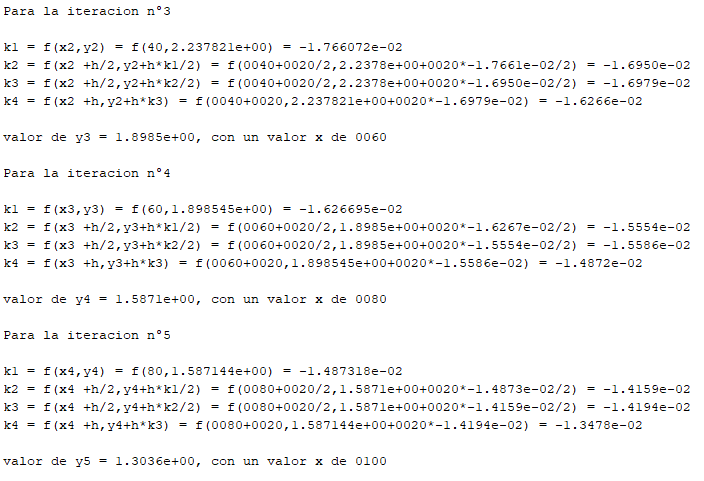 Para la iteracion n°3
k1 = f(x2,y2) = f(40,2.237821e+00) = -1.766072e-02
k2 = f(x2 +h/2,y2+h*k1/2) = f(0040+0020/2,2.2378e+00+0020*-1.7661e-02/2) = -1.6950e-02
k3 = f(x2 +h/2,y2+h*k2/2) = f(0040+0020/2,2.2378e+00+0020*-1.6950e-02/2) = -1.6979e-02
k4 = f(x2 +h,y2+h*k3) = f(0040+0020,2.237821e+00+0020*-1.6979e-02) = -1.6266e-02
valor de y3 = 1.8985e+00, con un valor x de 0060
Para la iteracion n°4
k1 = f(x3,y3) = f(60,1.898545e+00) = -1.626695e-02
k2 = f(x3 +h/2,y3+h*k1/2) = f(0060+0020/2,1.8985e+00+0020*-1.6267e-02/2) = -1.5554e-02
k3 = f(x3 +h/2,y3+h*k2/2) = f(0060+0020/2,1.8985e+00+0020*-1.5554e-02/2) = -1.5586e-02
k4 = f(x3 +h,y3+h*k3) = f(0060+0020,1.898545e+00+0020*-1.5586e-02) = -1.4872e-02
valor de y4 = 1.5871e+00, con un valor x de 0080
Para la iteracion n°5
k1 = f(x4,y4) = f(80,1.587144e+00) = -1.487318e-02
k2 = f(x4 +h/2,y4+h*k1/2) = f(0080+0020/2,1.5871e+00+0020*-1.4873e-02/2) = -1.4159e-02
k3 = f(x4 +h/2,y4+h*k2/2) = f(0080+0020/2,1.5871e+00+0020*-1.4159e-02/2) = -1.4194e-02
k4 = f(x4 +h,y4+h*k3) = f(0080+0020,1.587144e+00+0020*-1.4194e-02) = -1.3478e-02
valor de y5 = 1.3036e+00, con un valor x de 0100